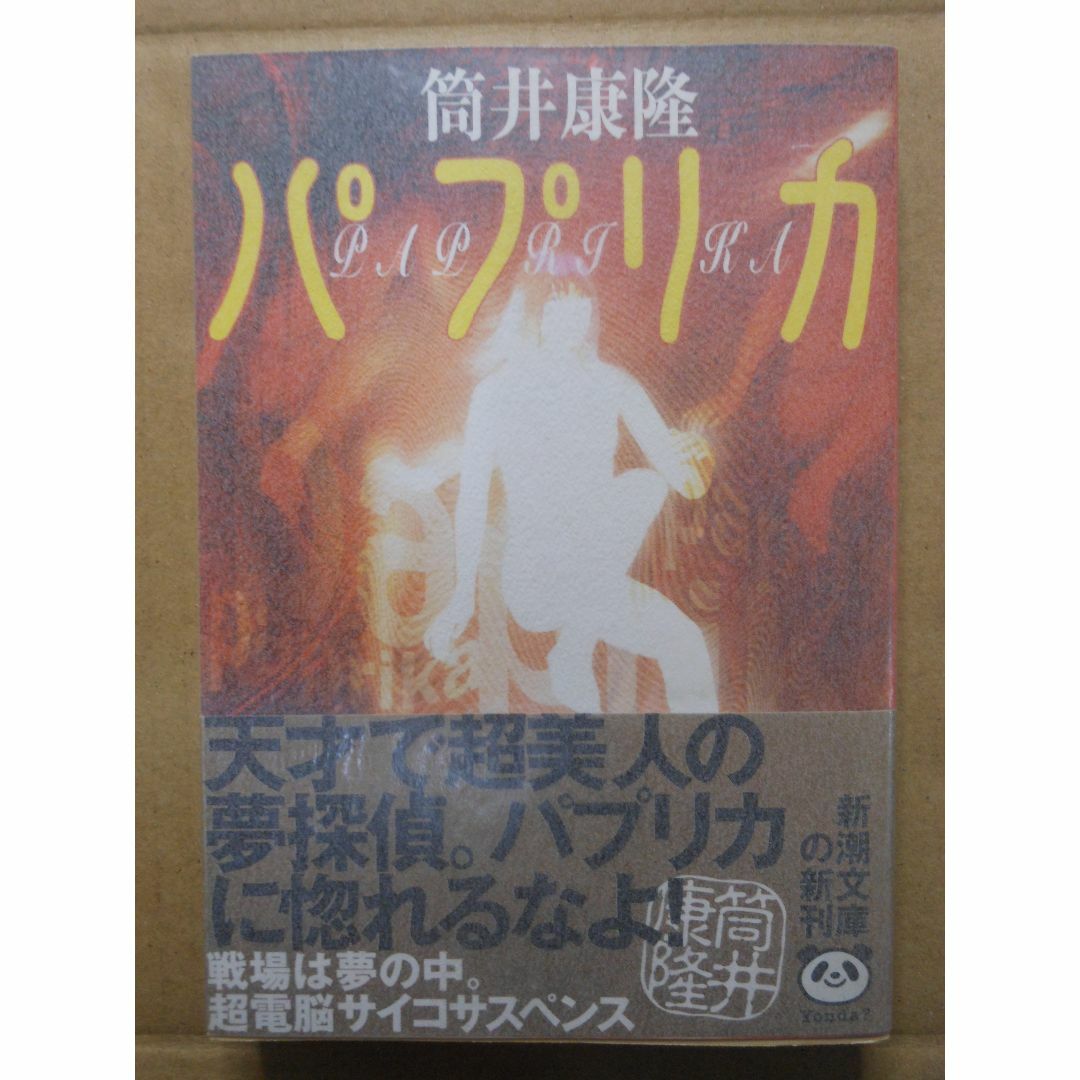 筒井康隆
パプリカ
PAPRIKA
ika
天才で超美人の
夢探偵。パプリカ
に惚れるなよ!
戦場は夢の中。
超電脳サイコサスペンス
筒井
康隆
新潮文庫
の新刊
Yonda?